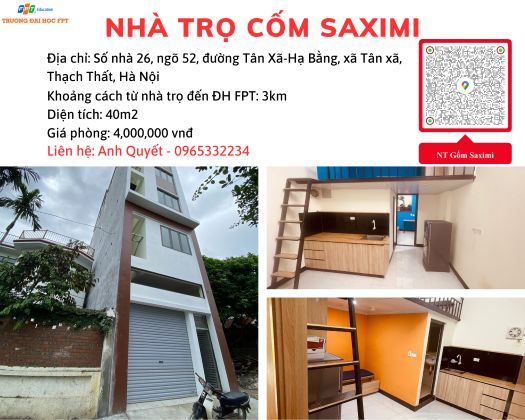 FPT Education
TRƯỜNG ĐẠI HỌC FPT
NHÀ TRỌ CỐM SAXIMI
Địa chỉ: Số nhà 26, ngõ 52, đường Tân Xã-Hạ Bằng, xã Tân xã,
Thạch Thất, Hà Nội
Khoảng cách từ nhà trọ đến ĐH FPT: 3km
Diện tích: 40m2
Giá phòng: 4,000,000 vnđ
Liên hệ: Anh Quyết - 0965332234
NT Gồm Saximi